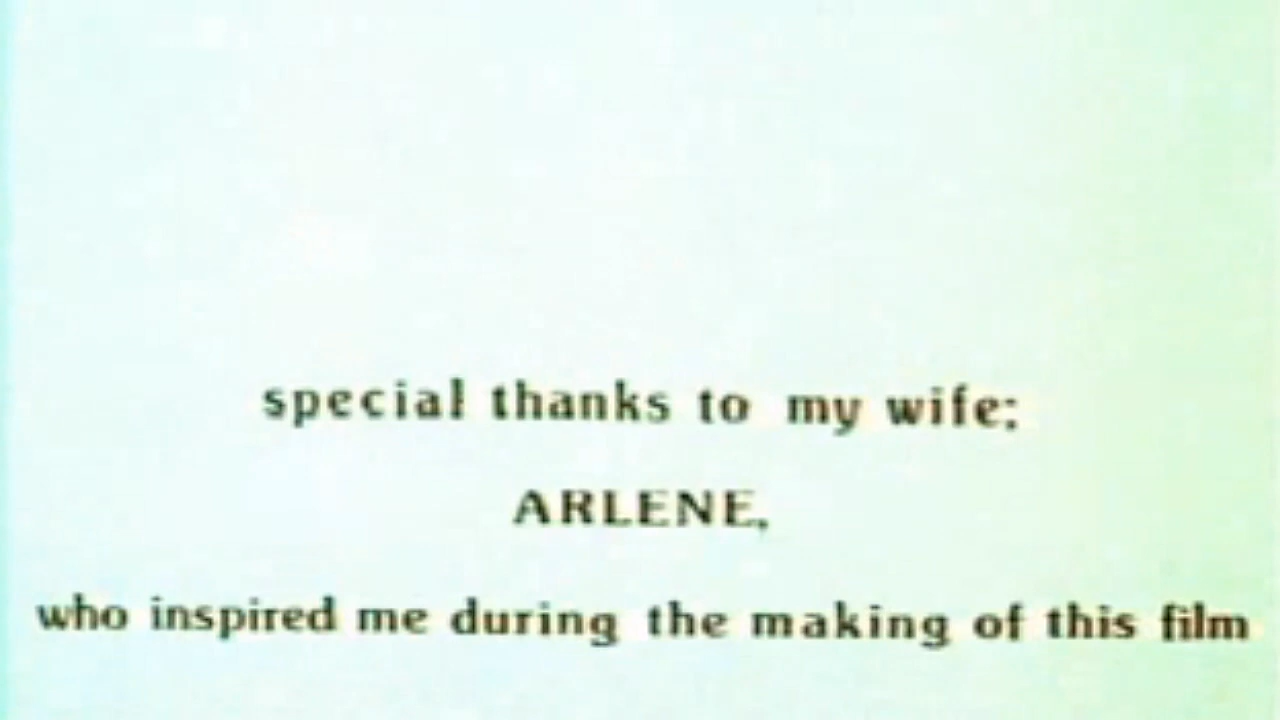 special thanks to my wife;
ARLENE,
who inspired me during the making of this film